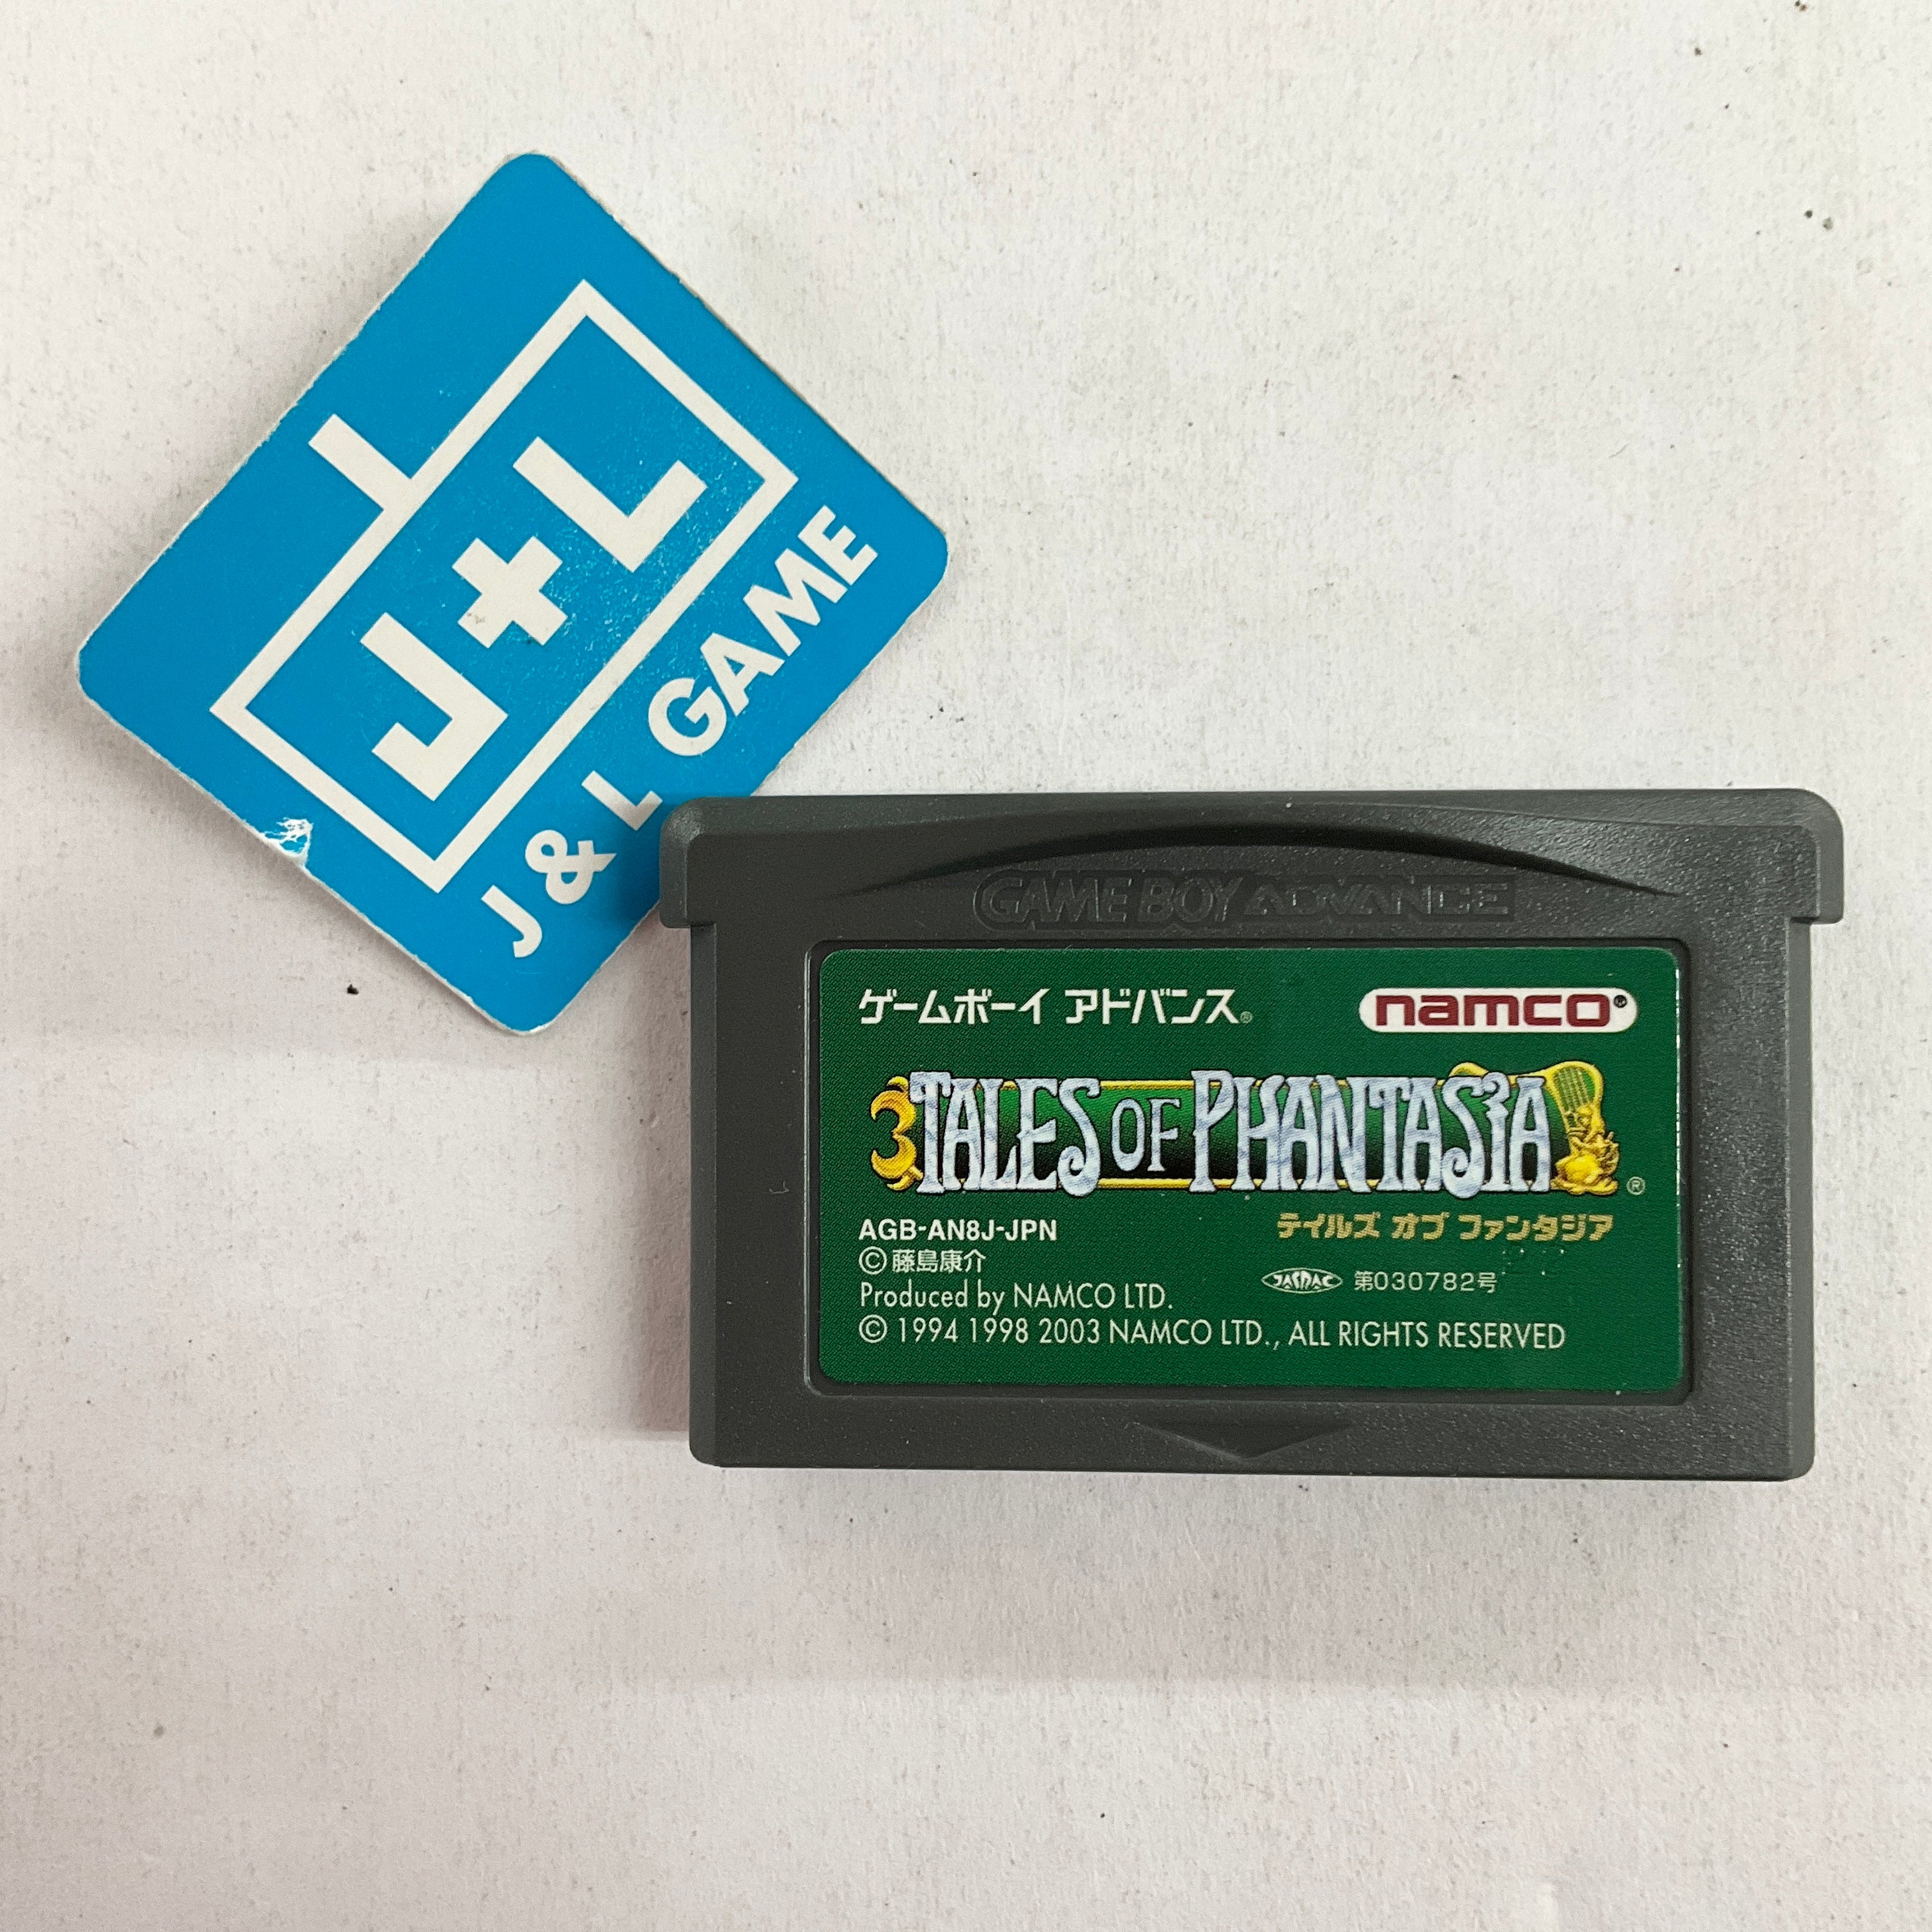 J+L
J & L GAME
GAME BOY ADVANCE
ゲームボーイ アドバンス®
namco®
TALES OF PHANTASIA®
テイルズ オブ ファンタジア
AGB-AN8J-JPN
©藤島康介
Produced by NAMCO LTD.
JASRAC 第030782号
© 1994 1998 2003 NAMCO LTD., ALL RIGHTS RESERVED